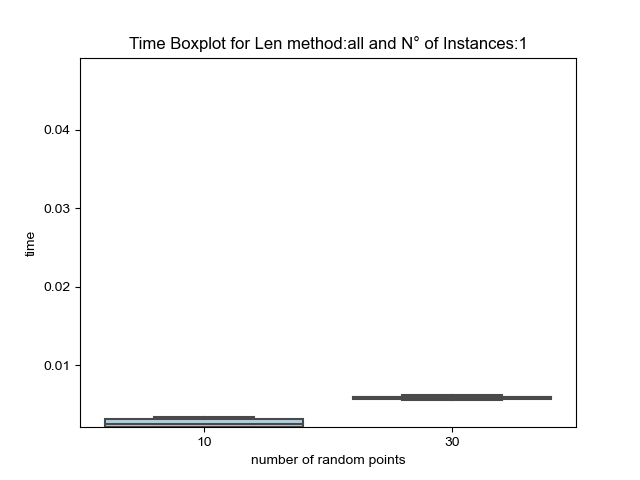 Time Boxplot for Len method:all and N° of Instances:1
0.04
0.03
0.02
0.01
time
10
30
number of random points